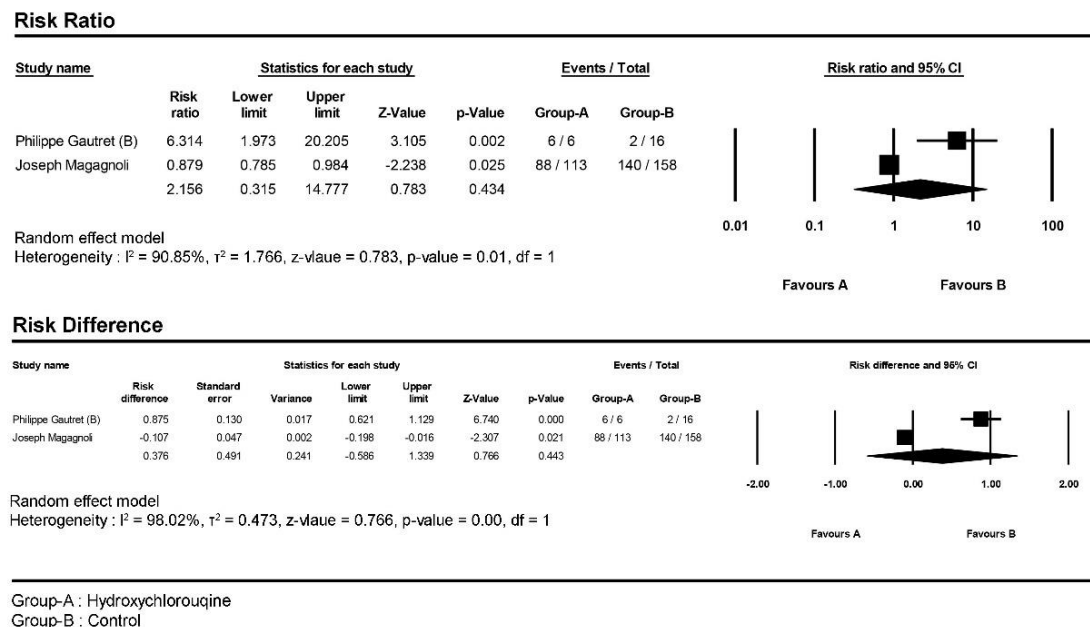 Risk Ratio
Study name Statistics for each study Events / Total Risk ratio and 95% CI
Risk ratio Lower limit Upper limit Z-Value p-Value Group-A Group-B
Philippe Gautret (B) 6.314 1.973 20.205 3.105 0.002 6 / 6 2 / 16
Joseph Magagnoli 0.879 0.785 0.984 -2.238 0.025 88 / 113 140 / 158
2.156 0.315 14.777 0.783 0.434
0.01 0.1 1 10 100
Random effect model
Heterogeneity : I² = 90.85%, τ² = 1.766, z-vlaue = 0.783, p-value = 0.01, df = 1
Favours A Favours B
Risk Difference
Study name Statistics for each study Events / Total Risk difference and 95% CI
Risk difference Standard error Variance Lower limit Upper limit Z-Value p-Value Group-A Group-B
Philippe Gautret (B) 0.875 0.130 0.017 0.621 1.129 6.740 0.000 6 / 6 2 / 16
Joseph Magagnoli -0.107 0.047 0.002 -0.198 -0.016 -2.307 0.021 88 / 113 140 / 158
0.376 0.491 0.241 -0.586 1.339 0.766 0.443
-2.00 -1.00 0.00 1.00 2.00
Random effect model
Heterogeneity : I² = 98.02%, τ² = 0.473, z-vlaue = 0.766, p-value = 0.00, df = 1
Favours A Favours B
Group-A : Hydroxychlorouqine
Group-B : Control